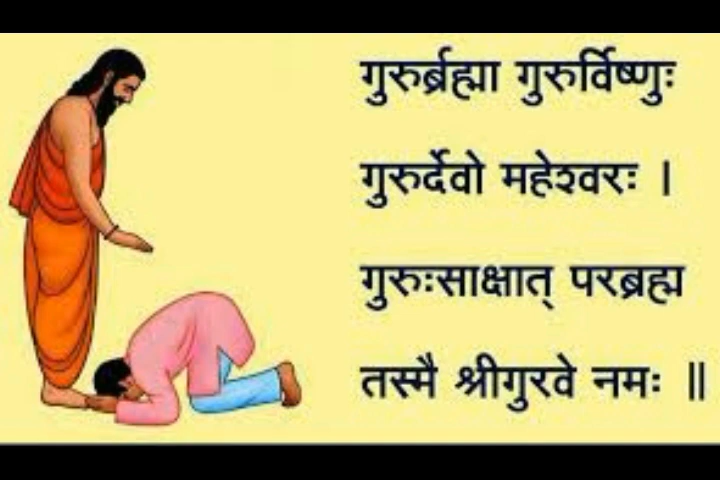 गुरुर्ब्रह्मा गुरुर्विष्णुः
गुरुर्देवो महेश्वरः ।
गुरुःसाक्षात् परब्रह्म
तस्मै श्रीगुरवे नमः ॥